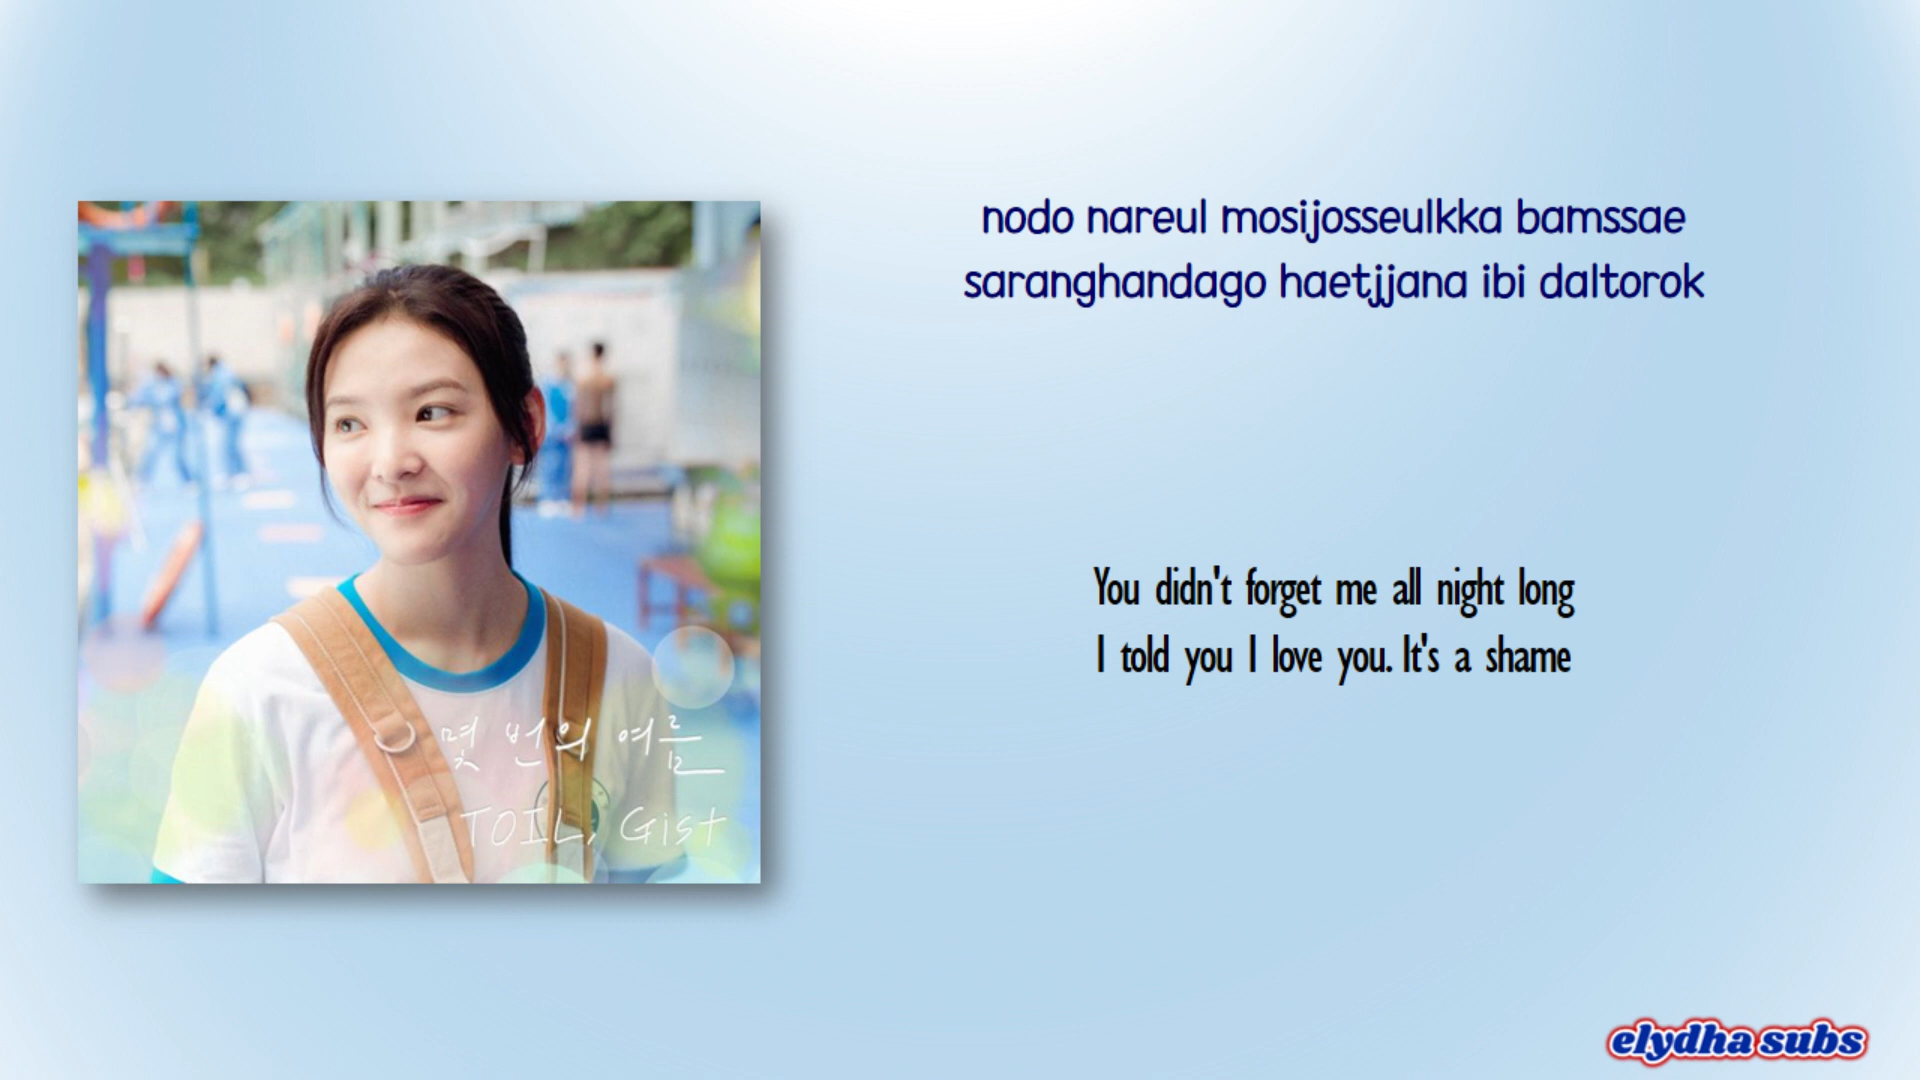 nodo nareul mosijosseulkka bamssae
saranghandago haetjjana ibi daltorok
You didn't forget me all night long
I told you I love you. It's a shame
몇 번의 여름
TOIL, Gist
elydha subs